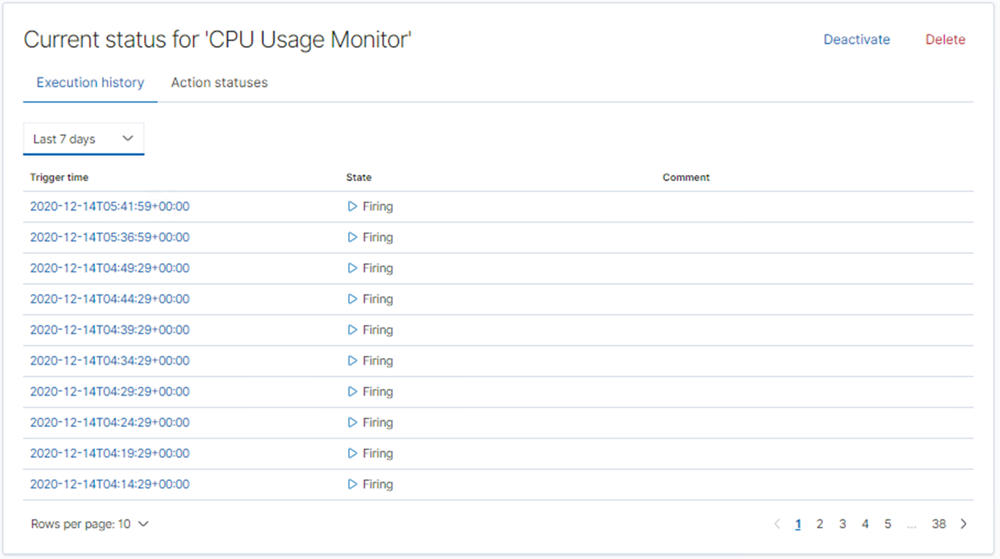 Current status for 'CPU Usage Monitor'
Deactivate Delete
Execution history Action statuses
Last 7 days
Trigger time State Comment
2020-12-14T05:41:59+00:00 Firing
2020-12-14T05:36:59+00:00 Firing
2020-12-14T04:49:29+00:00 Firing
2020-12-14T04:44:29+00:00 Firing
2020-12-14T04:39:29+00:00 Firing
2020-12-14T04:34:29+00:00 Firing
2020-12-14T04:29:29+00:00 Firing
2020-12-14T04:24:29+00:00 Firing
2020-12-14T04:19:29+00:00 Firing
2020-12-14T04:14:29+00:00 Firing
Rows per page: 10
1 2 3 4 5 ... 38